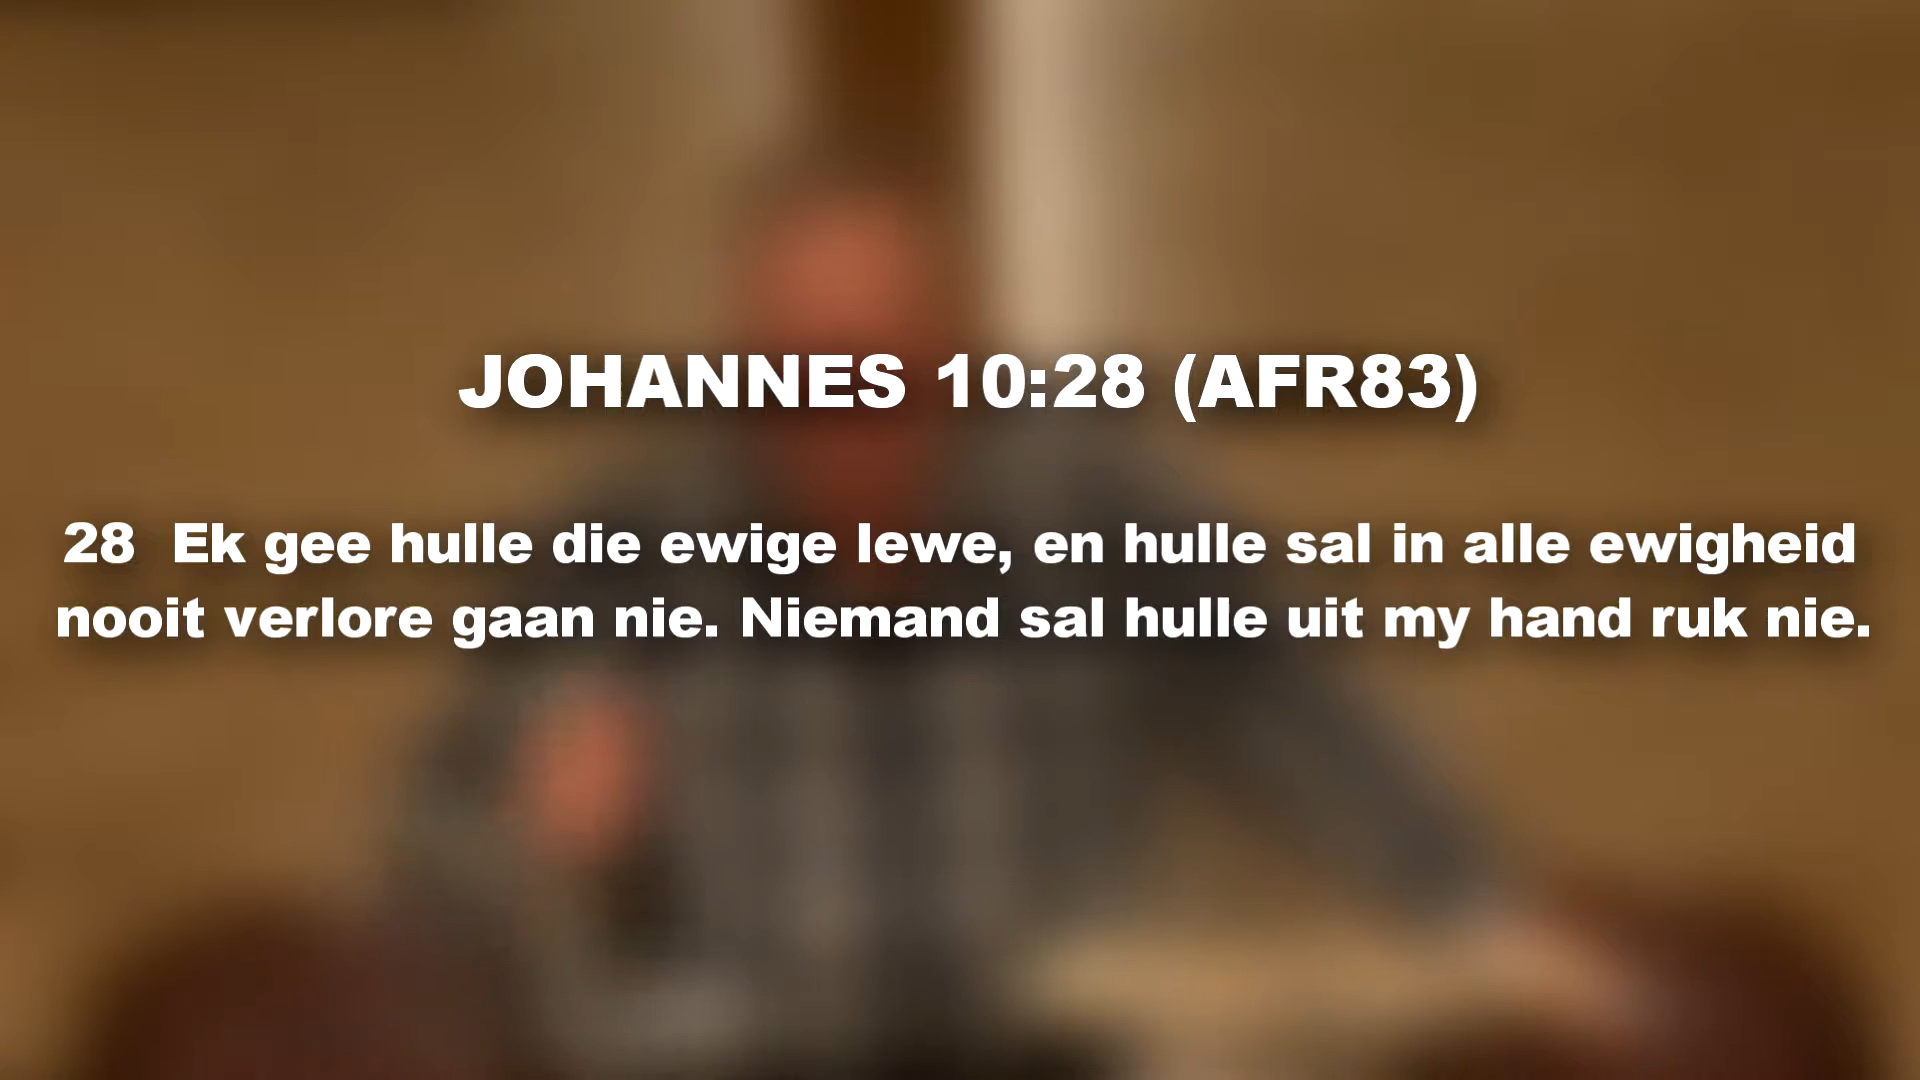 JOHANNES 10:28 (AFR83)
28 Ek gee hulle die ewige lewe, en hulle sal in alle ewigheid
nooit verlore gaan nie. Niemand sal hulle uit my hand ruk nie.